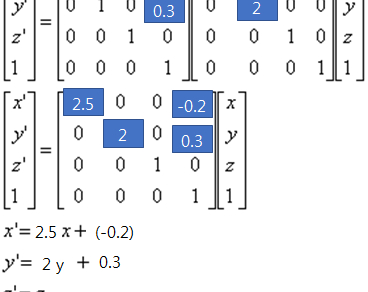 y' 0 1 0 0.3 0 2 0 0 y
z' = 0 0 1 0 0 0 1 0 z
1 0 0 0 1 0 0 0 1 1
x' 2.5 0 0 -0.2 x
y' 0 2 0 0.3 y
z' = 0 0 1 0 z
1 0 0 0 1 1
x'= 2.5 x + (-0.2)
y'= 2 y + 0.3